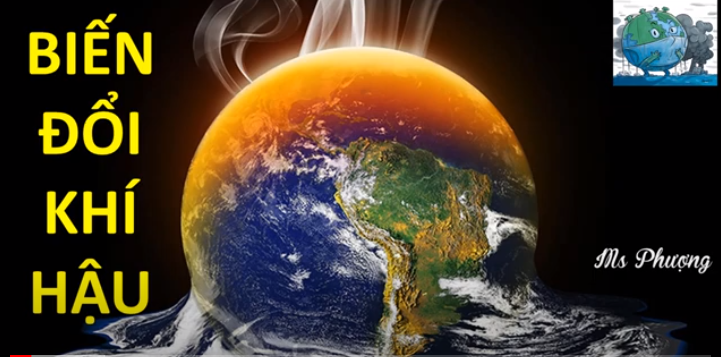 BIẾN
ĐỔI
KHÍ
HẬU
Ms Phượng